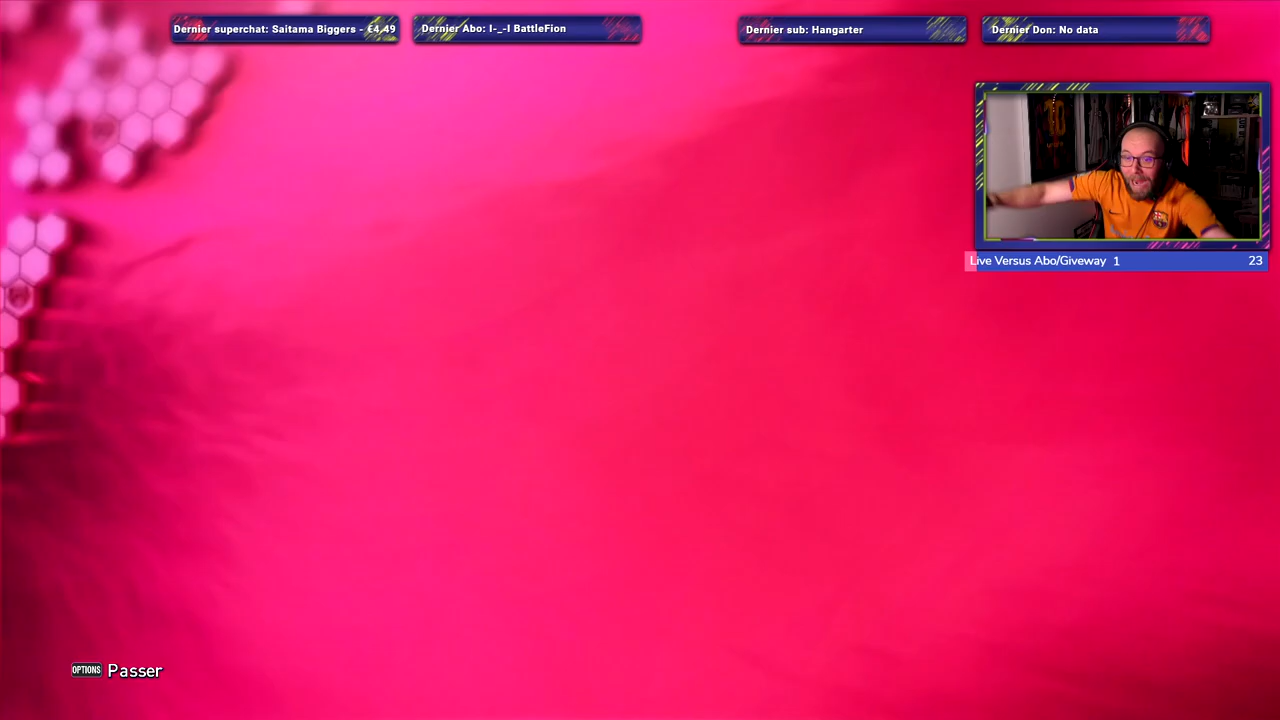 Dernier superchat: Saitama Biggers - €4,49
Dernier Abo: I-_-I BattleFion
Dernier sub: Hangarter
Dernier Don: No data
Live Versus Abo/Giveway 1 23
OPTIONS Passer